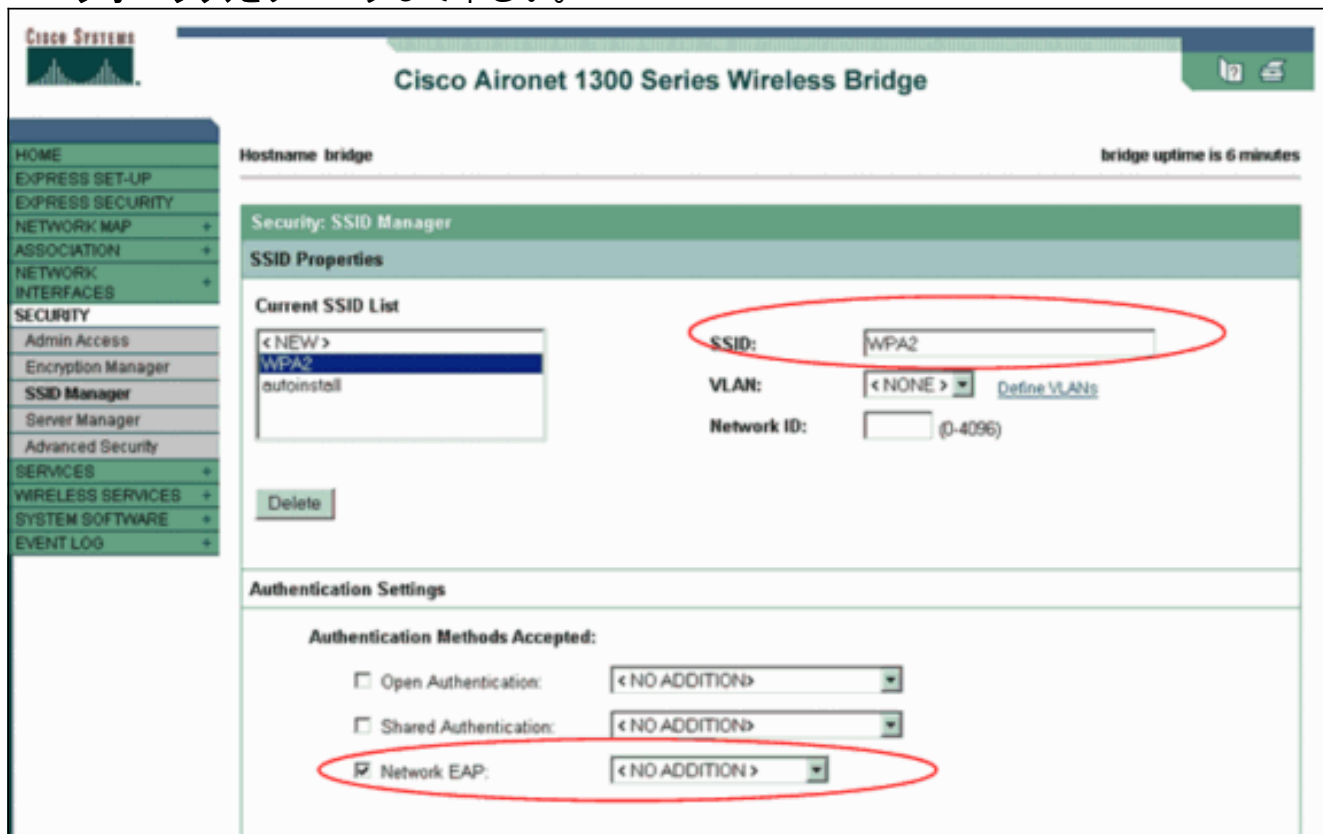 CISCO SYSTEMS
Cisco Aironet 1300 Series Wireless Bridge
HOME
EXPRESS SET-UP
EXPRESS SECURITY
NETWORK MAP +
ASSOCIATION +
NETWORK INTERFACES +
SECURITY
Admin Access
Encryption Manager
SSID Manager
Server Manager
Advanced Security
SERVICES +
WIRELESS SERVICES +
SYSTEM SOFTWARE +
EVENT LOG +
Hostname bridge
bridge uptime is 6 minutes
Security: SSID Manager
SSID Properties
Current SSID List
< NEW >
WPA2
autoinstall
Delete
SSID: WPA2
VLAN: < NONE > Define VLANs
Network ID: (0-4096)
Authentication Settings
Authentication Methods Accepted:
Open Authentication: < NO ADDITION>
Shared Authentication: < NO ADDITION>
Network EAP: < NO ADDITION >